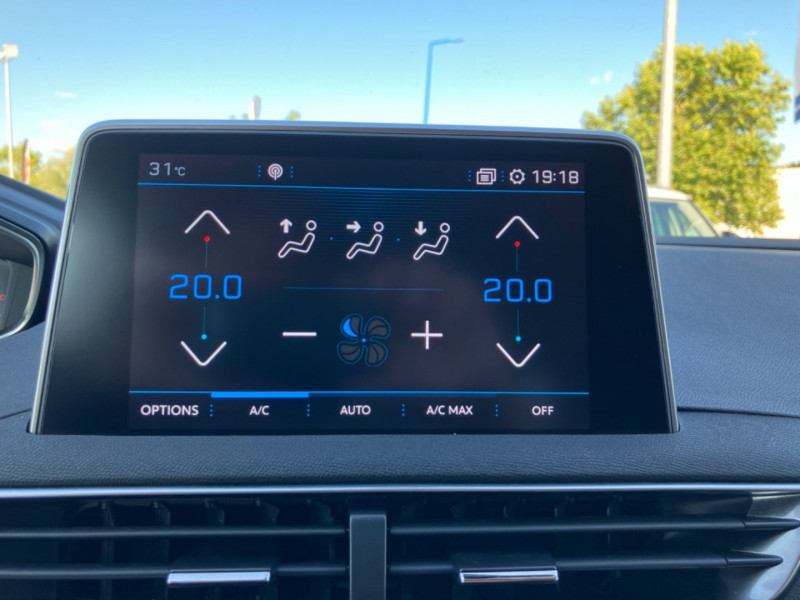 31°C 19:18
20.0 20.0
OPTIONS A/C AUTO A/C MAX OFF